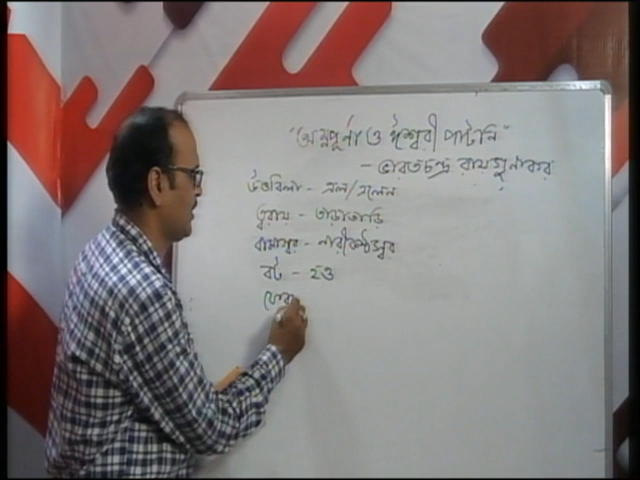 "অন্নপূর্ণা ও ঈশ্বরী পাটনি"
- ভারতচন্দ্র রায়গুনাকর
উত্তরিলা - এল/এলেন
ত্বরায় - তাড়াতাড়ি
বামাস্বর - নারীকণ্ঠস্বর
বট - হও